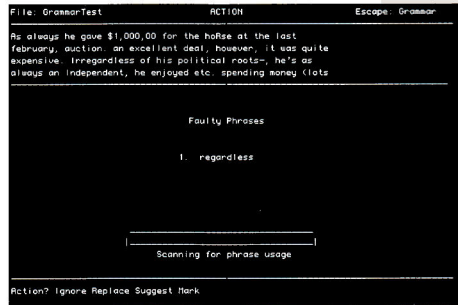 File: GrammarTest ACTION Escape: Grammar
As always he gave $1,000,00 for the hoRse at the last
february, auction. an excellent deal, however, it was quite
expensive. Irregardless of his political roots-, he's as
always an Independent, he enjoyed etc. spending money (lots
Faulty Phrases
1. regardless
Scanning for phrase usage
Action? Ignore Replace Suggest Mark